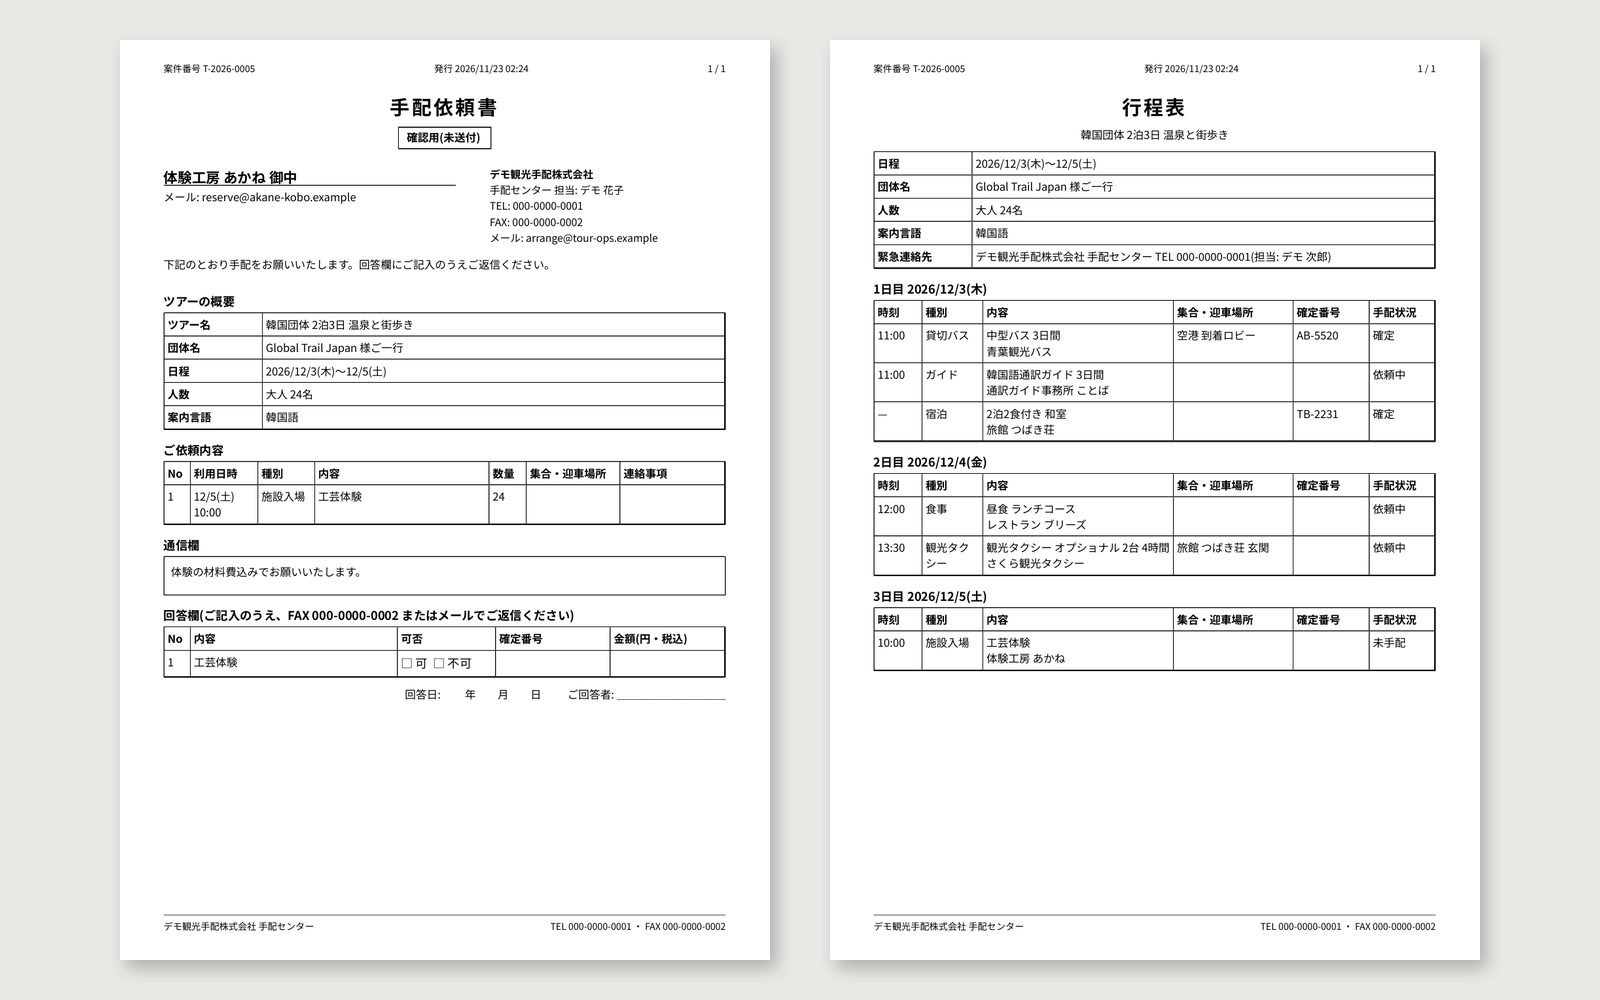 案件番号 T-2026-0005 発行 2026/11/23 02:24 1 / 1
手配依頼書
確認用(未送付)
体験工房 あかね 御中
メール: reserve@akane-kobo.example
デモ観光手配株式会社
手配センター 担当: デモ 花子
TEL: 000-0000-0001
FAX: 000-0000-0002
メール: arrange@tour-ops.example
下記のとおり手配をお願いいたします。回答欄にご記入のうえご返信ください。
ツアーの概要
ツアー名 韓国団体 2泊3日 温泉と街歩き
団体名 Global Trail Japan 様ご一行
日程 2026/12/3(木)〜12/5(土)
人数 大人 24名
案内言語 韓国語
ご依頼内容
No 利用日時 種別 内容 数量 集合・迎車場所 連絡事項
1 12/5(土) 施設入場 工芸体験 24
10:00
通信欄
体験の材料費込みでお願いいたします。
回答欄(ご記入のうえ、FAX 000-0000-0002 またはメールでご返信ください)
No 内容 可否 確定番号 金額(円・税込)
1 工芸体験 □ 可 □ 不可
回答日: 年 月 日 ご回答者: ____________________
デモ観光手配株式会社 手配センター TEL 000-0000-0001 ・ FAX 000-0000-0002
案件番号 T-2026-0005 発行 2026/11/23 02:24 1 / 1
行程表
韓国団体 2泊3日 温泉と街歩き
日程 2026/12/3(木)〜12/5(土)
団体名 Global Trail Japan 様ご一行
人数 大人 24名
案内言語 韓国語
緊急連絡先 デモ観光手配株式会社 手配センター TEL 000-0000-0001(担当: デモ 次郎)
1日目 2026/12/3(木)
時刻 種別 内容 集合・迎車場所 確定番号 手配状況
11:00 貸切バス 中型バス 3日間 空港 到着ロビー AB-5520 確定
青葉観光バス
11:00 ガイド 韓国語通訳ガイド 3日間 依頼中
通訳ガイド事務所 ことば
— 宿泊 2泊2食付き 和室 TB-2231 確定
旅館 つばき荘
2日目 2026/12/4(金)
時刻 種別 内容 集合・迎車場所 確定番号 手配状況
12:00 食事 昼食 ランチコース 依頼中
レストラン ブリーズ
13:30 観光タク 観光タクシー オプショナル 2台 4時間 旅館 つばき荘 玄関 依頼中
シー さくら観光タクシー
3日目 2026/12/5(土)
時刻 種別 内容 集合・迎車場所 確定番号 手配状況
10:00 施設入場 工芸体験 未手配
体験工房 あかね
デモ観光手配株式会社 手配センター TEL 000-0000-0001 ・ FAX 000-0000-0002